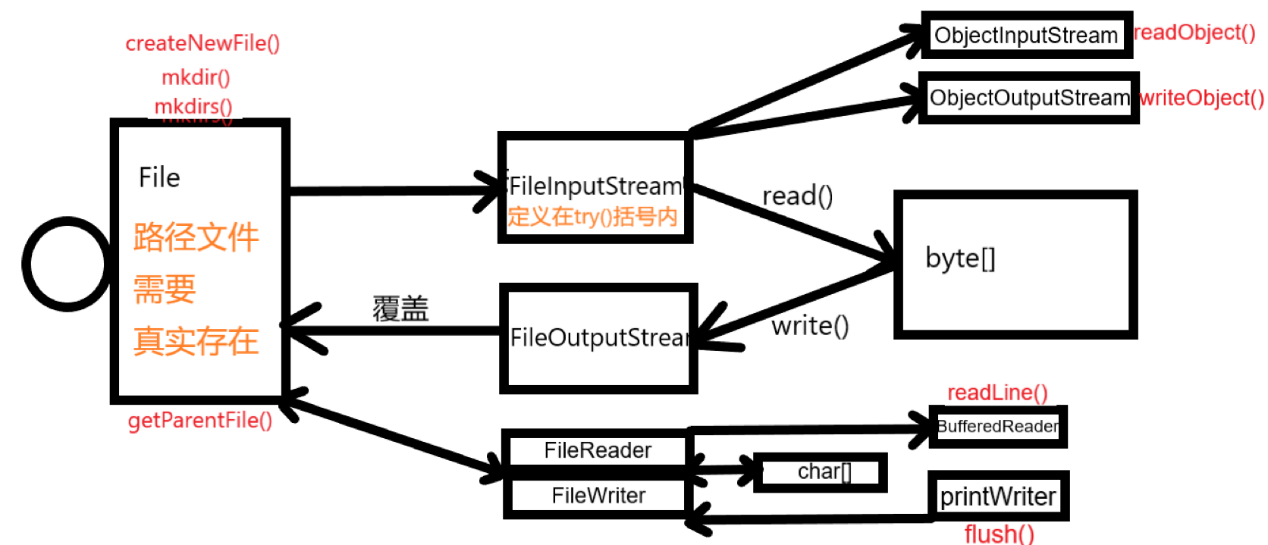 createNewFile()
mkdir()
mkdirs()
File
路径文件
需要
真实存在
getParentFile()
FileInputStream
定义在try()括号内
覆盖
FileOutputStrear
ObjectInputStream
readObject()
ObjectOutputStream
writeObject()
read()
byte[]
write()
FileReader
FileWriter
readLine()
BufferedReader
char[]
printWriter
flush()